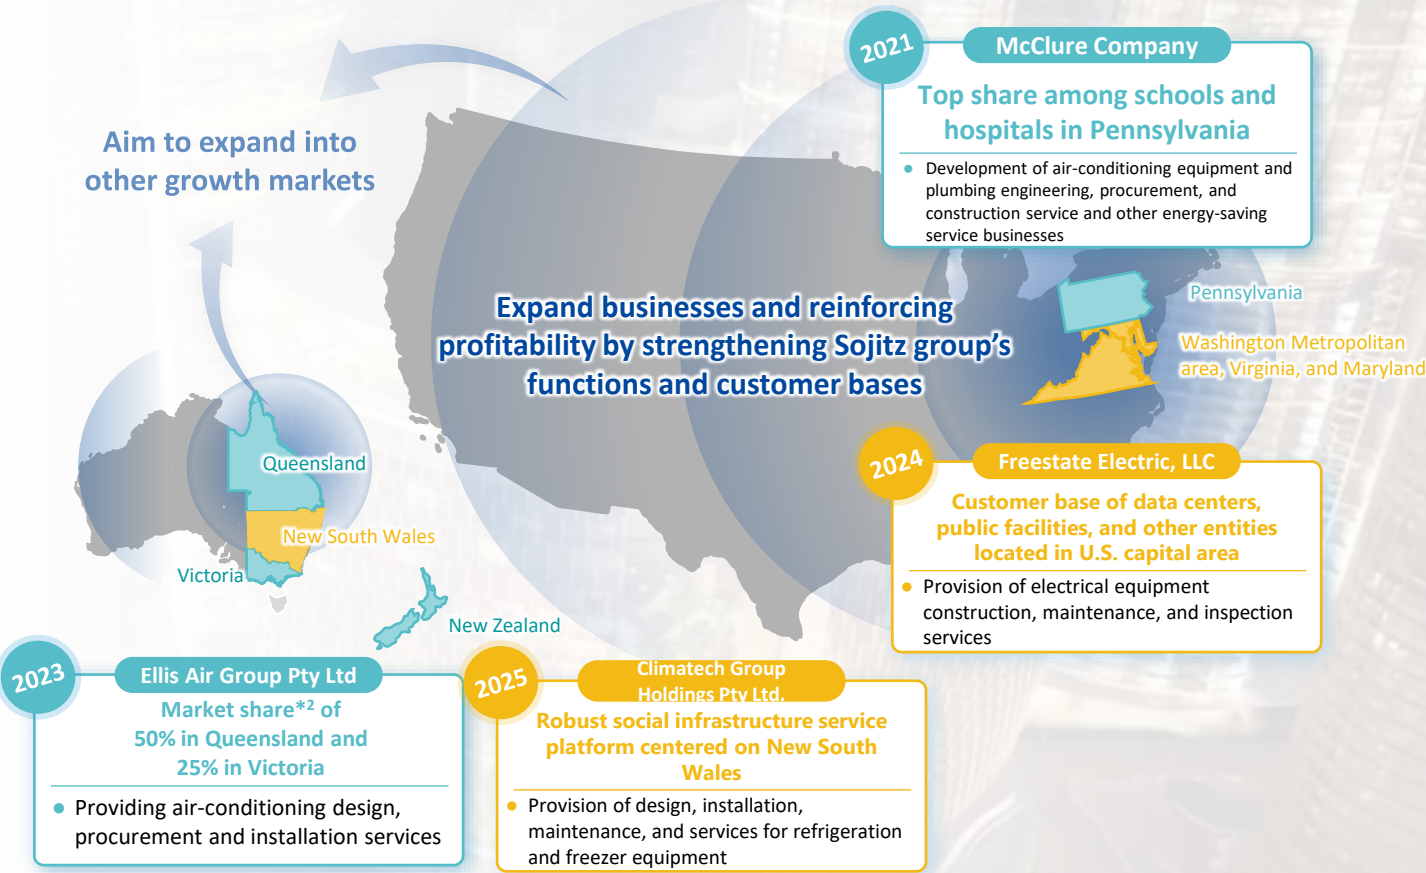 2021
McClure Company
Top share among schools and
hospitals in Pennsylvania
● Development of air-conditioning equipment and
plumbing engineering, procurement, and
construction service and other energy-saving
service businesses
Aim to expand into
other growth markets
Expand businesses and reinforcing
profitability by strengthening Sojitz group's
functions and customer bases
Pennsylvania
Washington Metropolitan
area, Virginia, and Maryland
Queensland
New South Wales
Victoria
New Zealand
2024
Freestate Electric, LLC
Customer base of data centers,
public facilities, and other entities
located in U.S. capital area
● Provision of electrical equipment
construction, maintenance, and inspection
services
2023
Ellis Air Group Pty Ltd
Market share*2 of
50% in Queensland and
25% in Victoria
● Providing air-conditioning design,
procurement and installation services
2025
Climatech Group
Holdings Pty Ltd.
Robust social infrastructure service
platform centered on New South
Wales
● Provision of design, installation,
maintenance, and services for refrigeration
and freezer equipment